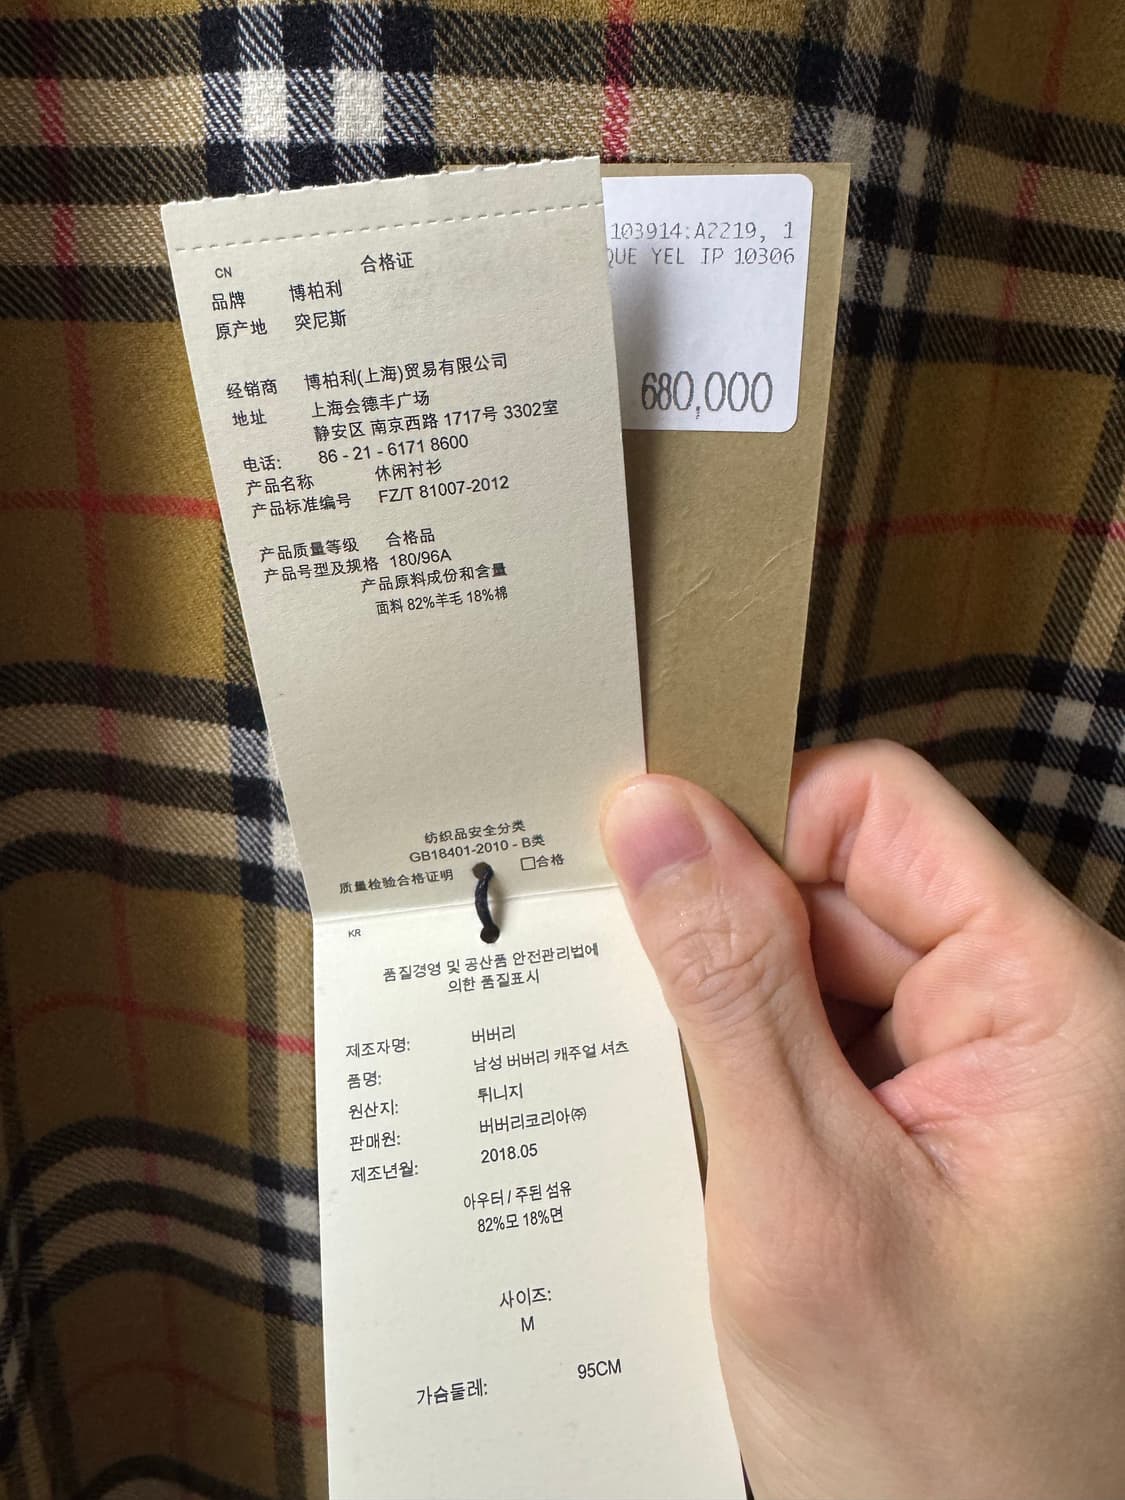 CN
合格证
品牌 博柏利
原产地 突尼斯
经销商 博柏利(上海)贸易有限公司
地址 上海会德丰广场
静安区 南京西路 1717号 3302室
电话: 86 - 21 - 6171 8600
产品名称 休闲衬衫
产品标准编号 FZ/T 81007-2012
产品质量等级 合格品
产品号型及规格 180/96A
产品原料成份和含量
面料 82%羊毛 18%棉
纺织品安全分类
GB18401-2010 - B类
质量检验合格证明 □合格
103914:A2219, 1
QUE YEL IP 10306
680,000
KR
품질경영 및 공산품 안전관리법에
의한 품질표시
제조자명: 버버리
품명: 남성 버버리 캐주얼 셔츠
원산지: 튀니지
판매원: 버버리코리아㈜
제조년월: 2018.05
아우터 / 주된 섬유
82%모 18%면
사이즈:
M
가슴둘레: 95CM